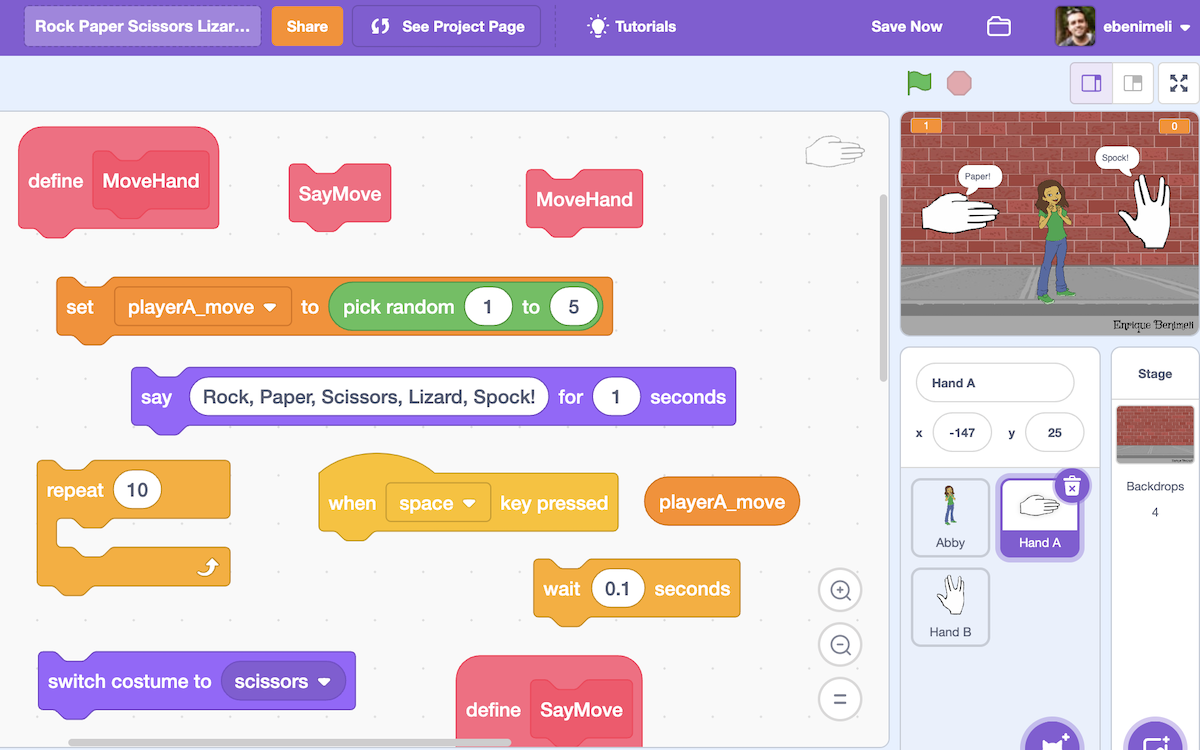 Rock Paper Scissors Lizar...
Share
See Project Page
Tutorials
Save Now
ebenimeli
define MoveHand
SayMove
MoveHand
set playerA_move to pick random 1 to 5
say Rock, Paper, Scissors, Lizard, Spock! for 1 seconds
repeat 10
when space key pressed
playerA_move
wait 0.1 seconds
switch costume to scissors
define SayMove
1
0
Paper!
Spock!
Enrique Benimeli
Hand A
x -147 y 25
Abby
Hand A
Hand B
Stage
Backdrops
4